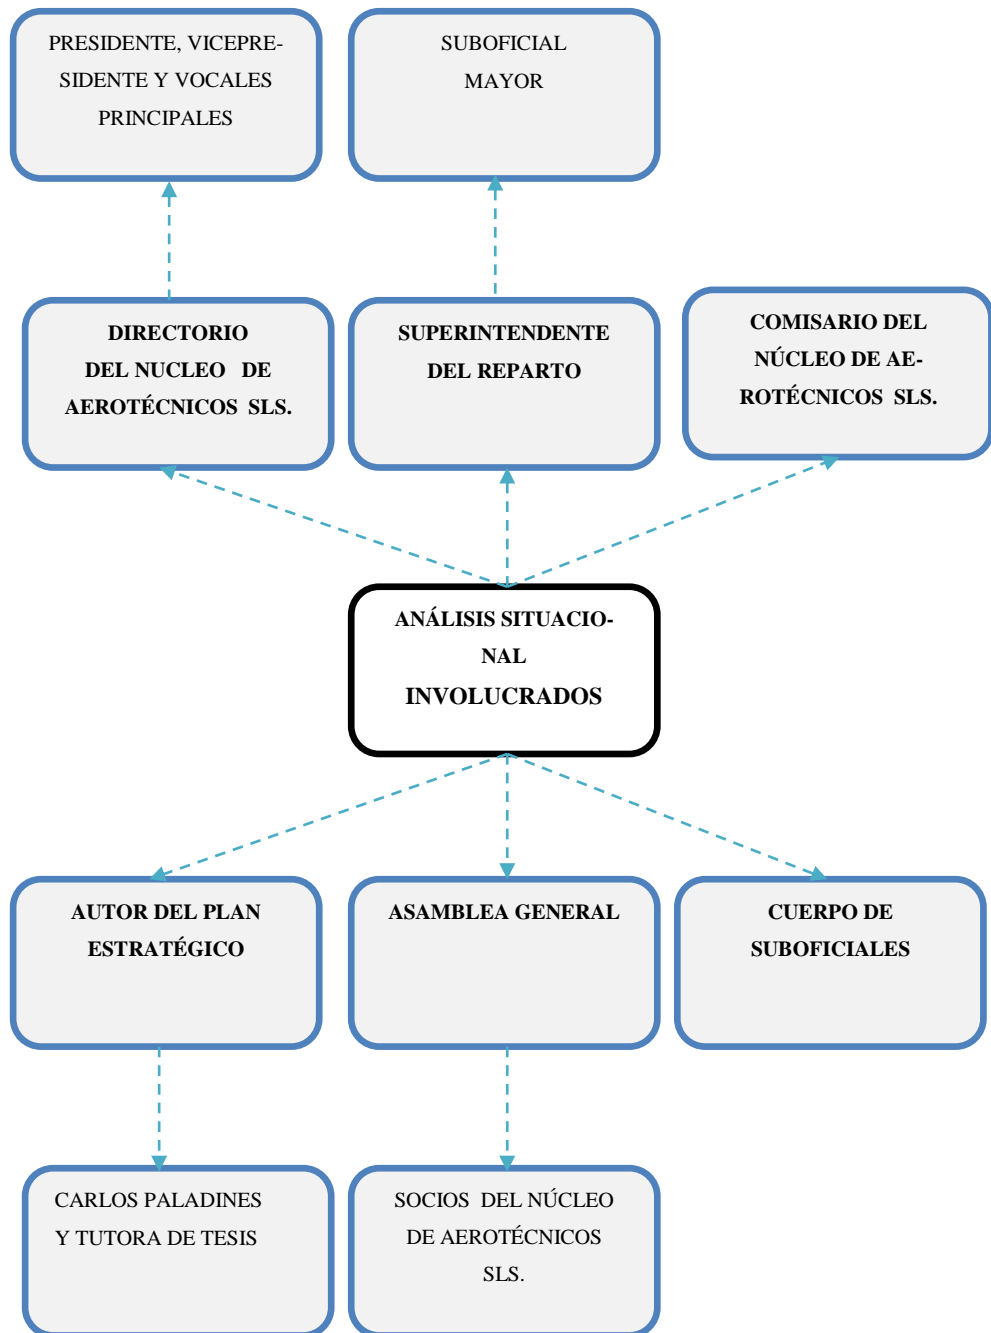 PRESIDENTE, VICEPRE-
SIDENTE Y VOCALES
PRINCIPALES
SUBOFICIAL
MAYOR
DIRECTORIO
DEL NUCLEO DE
AEROTÉCNICOS SLS.
SUPERINTENDENTE
DEL REPARTO
COMISARIO DEL
NÚCLEO DE AE-
ROTÉCNICOS SLS.
ANÁLISIS SITUACIO-
NAL
INVOLUCRADOS
AUTOR DEL PLAN
ESTRATÉGICO
ASAMBLEA GENERAL
CUERPO DE
SUBOFICIALES
CARLOS PALADINES
Y TUTORA DE TESIS
SOCIOS DEL NÚCLEO
DE AEROTÉCNICOS
SLS.